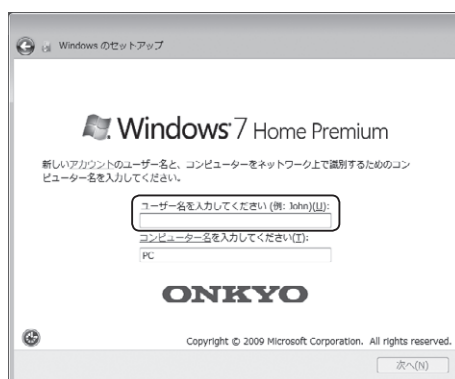 Windows のセットアップ
Windows 7 Home Premium
新しいアカウントのユーザー名と、コンピューターをネットワーク上で識別するためのコン
ピューター名を入力してください。
ユーザー名を入力してください (例: John)(U):
コンピューター名を入力してください(T):
PC
ONKYO
Copyright © 2009 Microsoft Corporation. All rights reserved.
次へ(N)